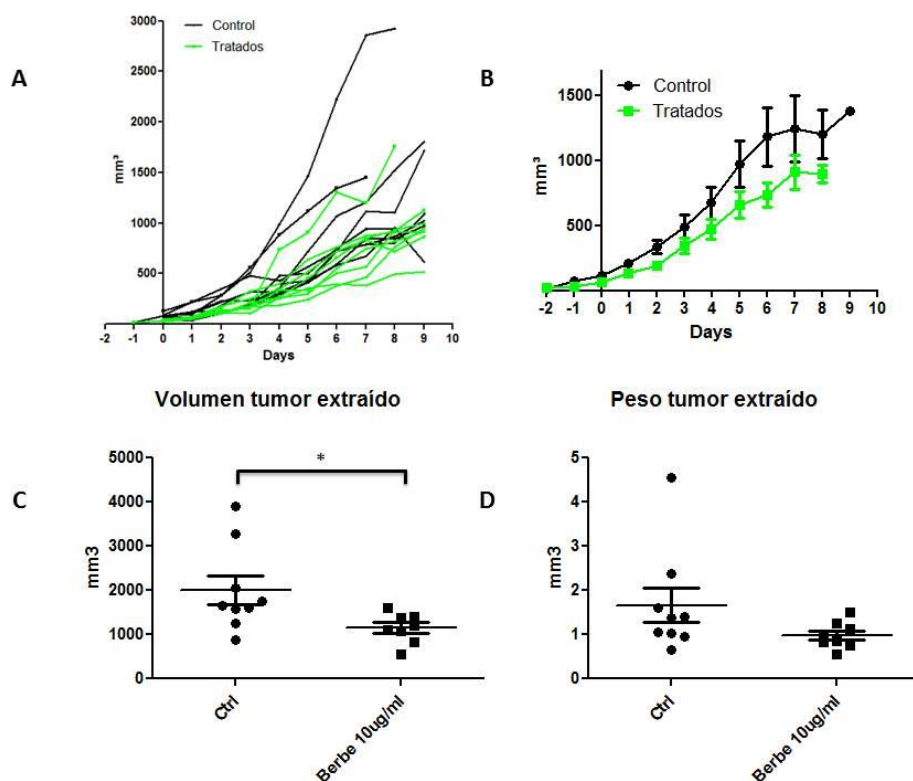 A
Control
Tratados
3000
2500
2000
1500
1000
500
mm³
-2 -1 0 1 2 3 4 5 6 7 8 9 10
Days
B
Control
Tratados
1500
1000
500
mm³
-2 -1 0 1 2 3 4 5 6 7 8 9 10
Days
Volumen tumor extraído
C
5000
4000
3000
2000
1000
0
mm3
*
Ctrl
Berbe 10ug/ml
Peso tumor extraído
D
5
4
3
2
1
0
mm3
Ctrl
Berbe 10ug/ml